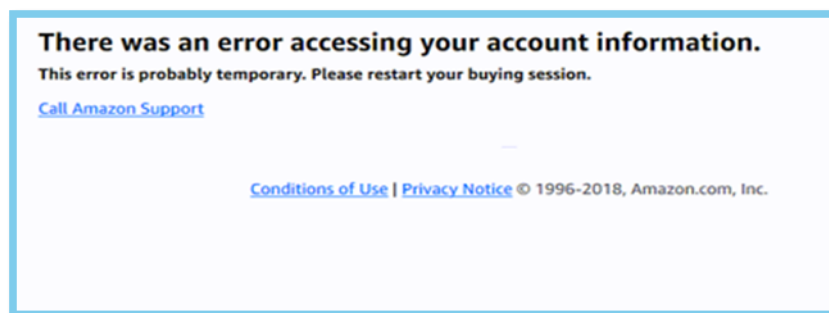 There was an error accessing your account information.
This error is probably temporary. Please restart your buying session.
Call Amazon Support
Conditions of Use | Privacy Notice © 1996-2018, Amazon.com, Inc.